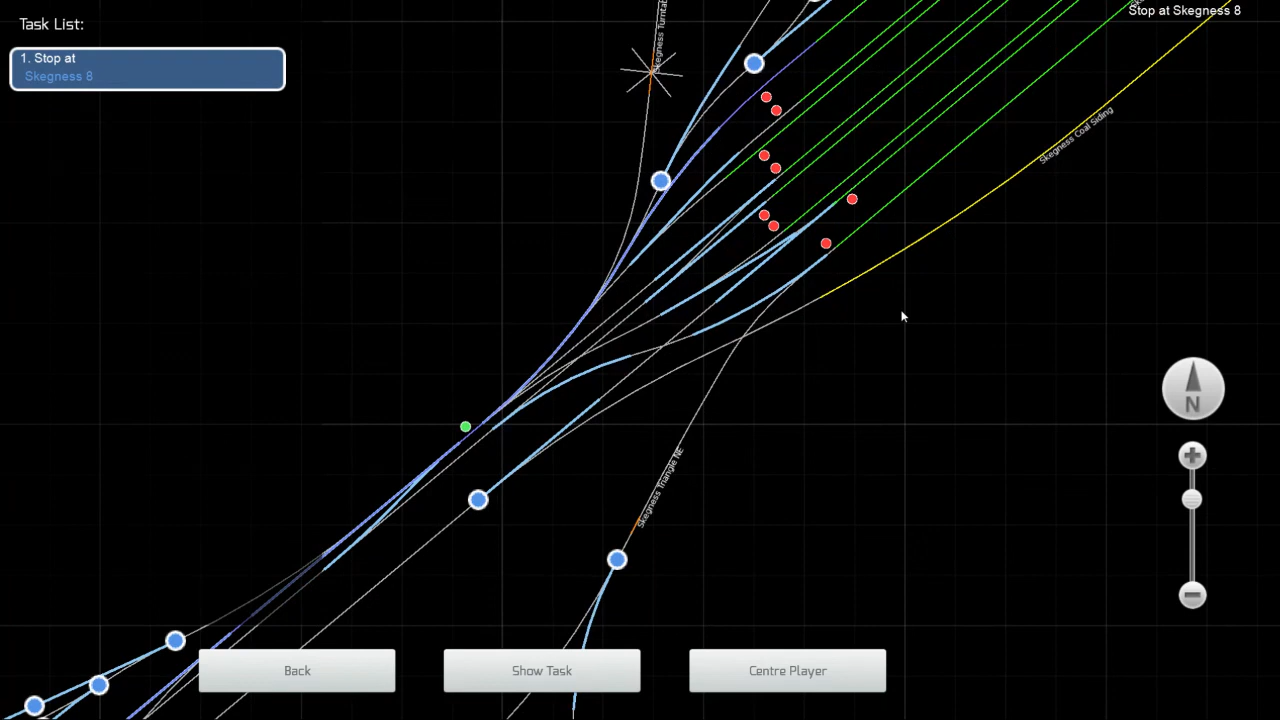 Task List:
Stop at Skegness 8
1. Stop at
Skegness 8
Skegness Turntab
Skegness Coal Siding
Skegness Triangle NE
N
Back
Show Task
Centre Player